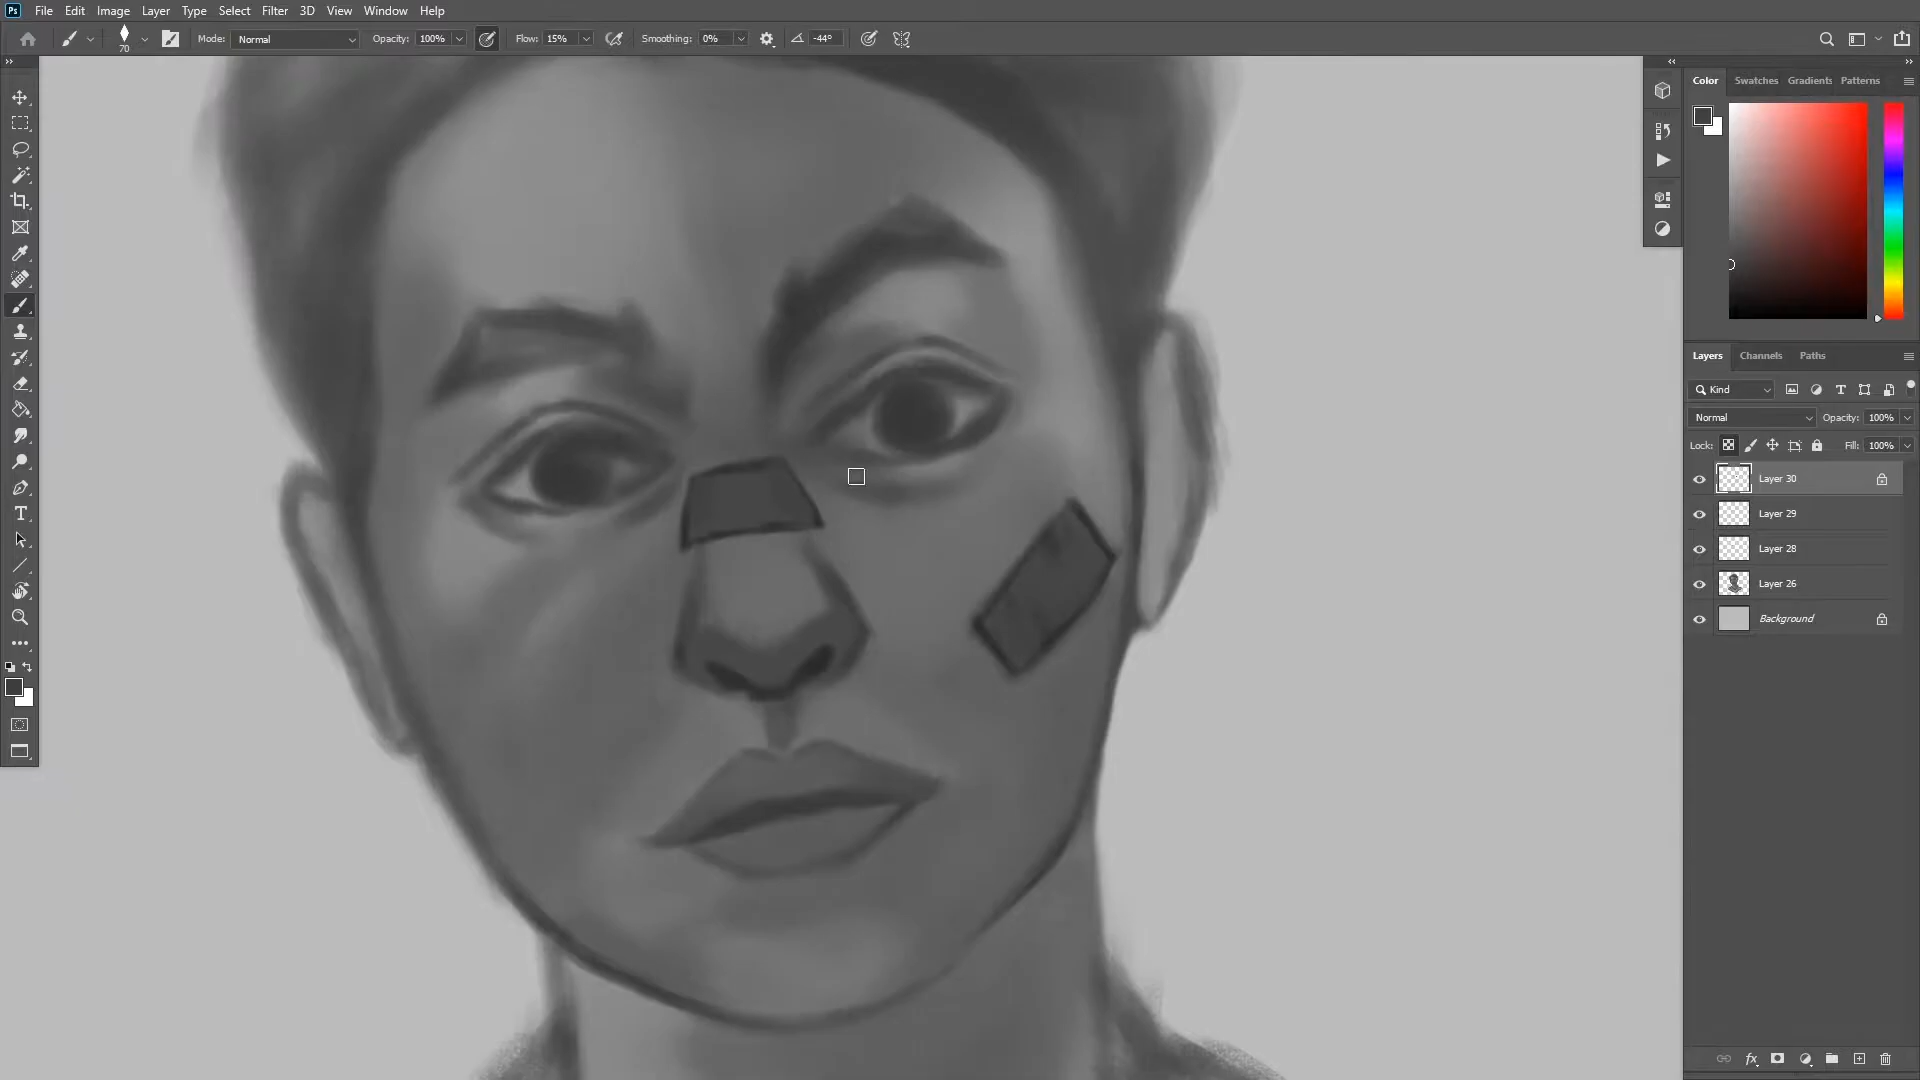 Ps File Edit Image Layer Type Select Filter 3D View Window Help
70 Mode: Normal Opacity: 100% Flow: 15% Smoothing: 0% -44°
Color Swatches Gradients Patterns
Layers Channels Paths
Kind
Normal Opacity: 100%
Lock: Fill: 100%
Layer 30
Layer 29
Layer 28
Layer 26
Background